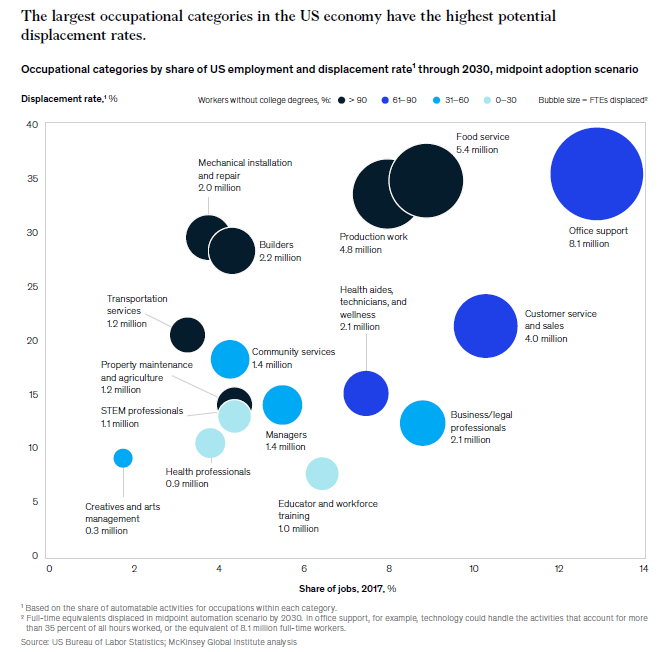 The largest occupational categories in the US economy have the highest potential
displacement rates.
Occupational categories by share of US employment and displacement rate¹ through 2030, midpoint adoption scenario
Displacement rate,¹ %
Workers without college degrees, %: > 90 61–90 31–60 0–30 Bubble size = FTEs displaced²
40
35
30
25
20
15
10
5
0
Mechanical installation
and repair
2.0 million
Food service
5.4 million
Builders
2.2 million
Production work
4.8 million
Office support
8.1 million
Health aides,
technicians, and
wellness
2.1 million
Transportation
services
1.2 million
Customer service
and sales
4.0 million
Community services
1.4 million
Property maintenance
and agriculture
1.2 million
STEM professionals
1.1 million
Managers
1.4 million
Business/legal
professionals
2.1 million
Health professionals
0.9 million
Creatives and arts
management
0.3 million
Educator and workforce
training
1.0 million
0 2 4 6 8 10 12 14
Share of jobs, 2017, %
¹ Based on the share of automatable activities for occupations within each category.
² Full-time equivalents displaced in midpoint automation scenario by 2030. In office support, for example, technology could handle the activities that account for more
than 35 percent of all hours worked, or the equivalent of 8.1 million full-time workers.
Source: US Bureau of Labor Statistics; McKinsey Global Institute analysis